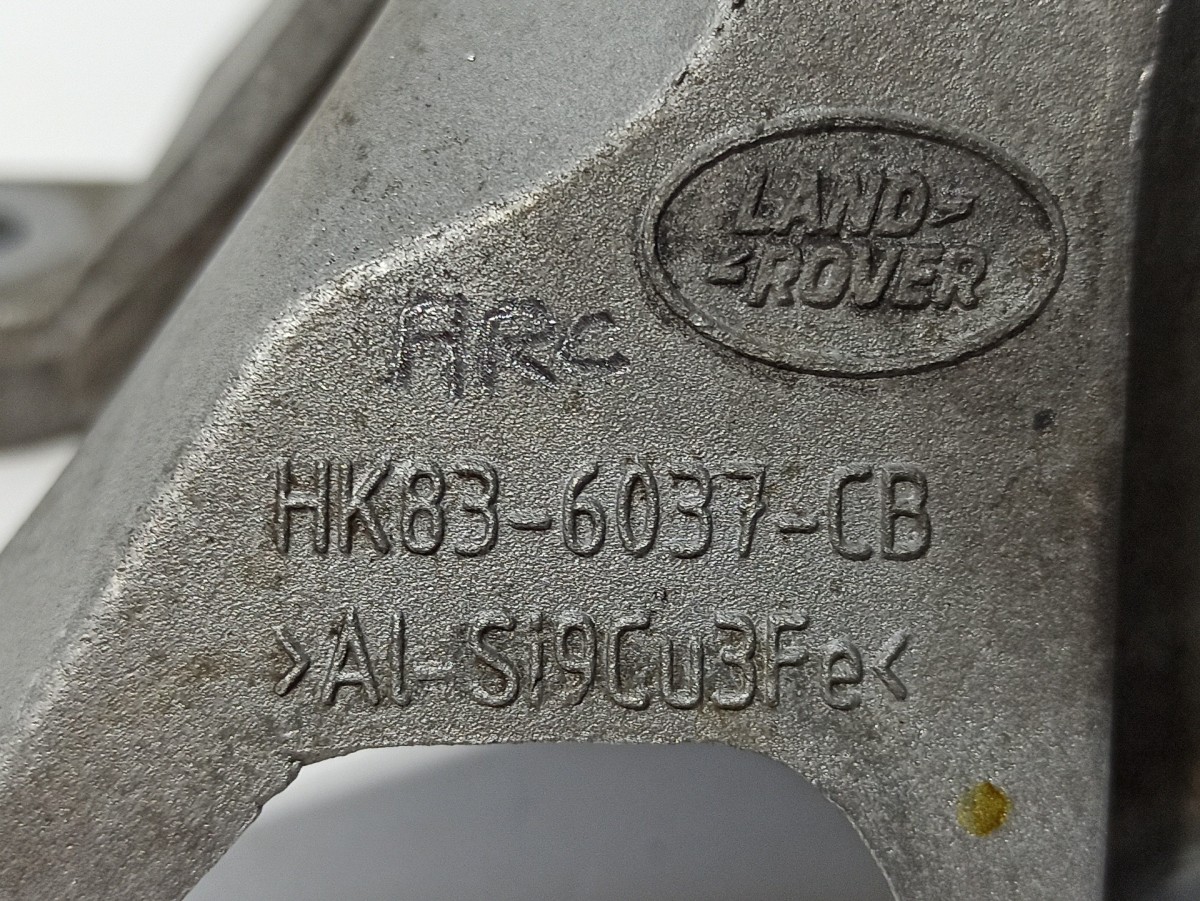 LAND-
-ROVER
ARC
HK83-6037-CB
>Al-Si9Cu3Fe<